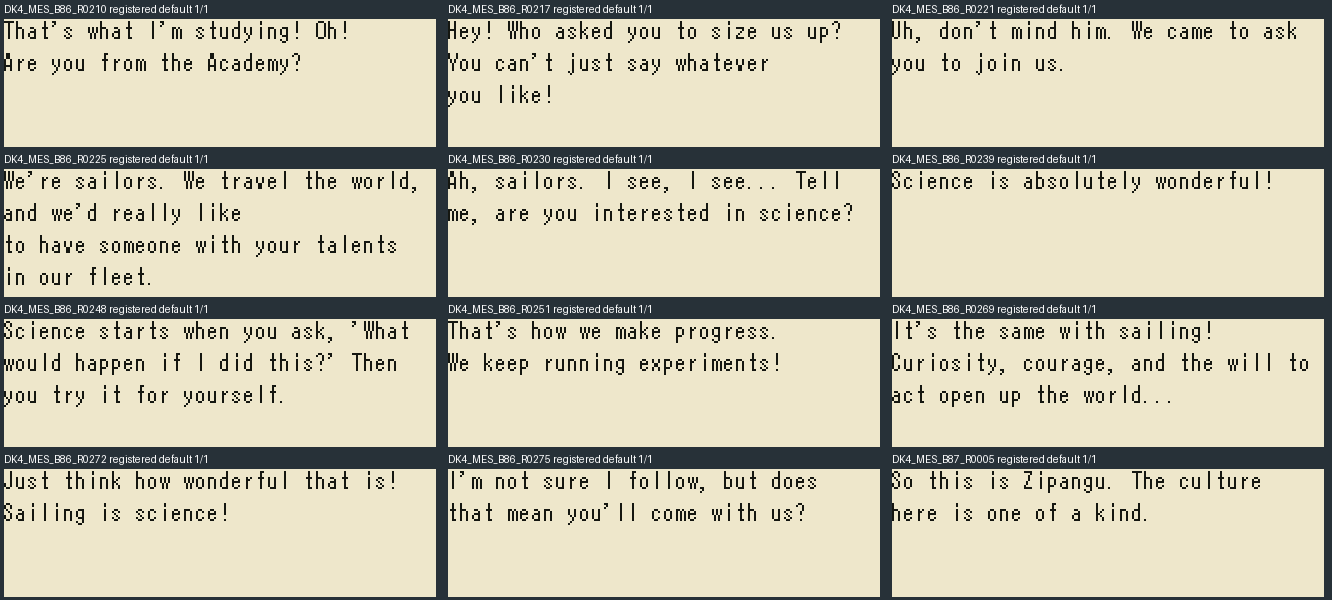 DK4_MES_B86_R0210 registered default 1/1
That's what I'm studying! Oh!
Are you from the Academy?
DK4_MES_B86_R0217 registered default 1/1
Hey! Who asked you to size us up?
You can't just say whatever
you like!
DK4_MES_B86_R0221 registered default 1/1
Uh, don't mind him. We came to ask
you to join us.
DK4_MES_B86_R0225 registered default 1/1
We're sailors. We travel the world,
and we'd really like
to have someone with your talents
in our fleet.
DK4_MES_B86_R0230 registered default 1/1
Ah, sailors. I see, I see... Tell
me, are you interested in science?
DK4_MES_B86_R0239 registered default 1/1
Science is absolutely wonderful!
DK4_MES_B86_R0248 registered default 1/1
Science starts when you ask, 'What
would happen if I did this?' Then
you try it for yourself.
DK4_MES_B86_R0251 registered default 1/1
That's how we make progress.
We keep running experiments!
DK4_MES_B86_R0269 registered default 1/1
It's the same with sailing!
Curiosity, courage, and the will to
act open up the world...
DK4_MES_B86_R0272 registered default 1/1
Just think how wonderful that is!
Sailing is science!
DK4_MES_B86_R0275 registered default 1/1
I'm not sure I follow, but does
that mean you'll come with us?
DK4_MES_B87_R0005 registered default 1/1
So this is Zipangu. The culture
here is one of a kind.